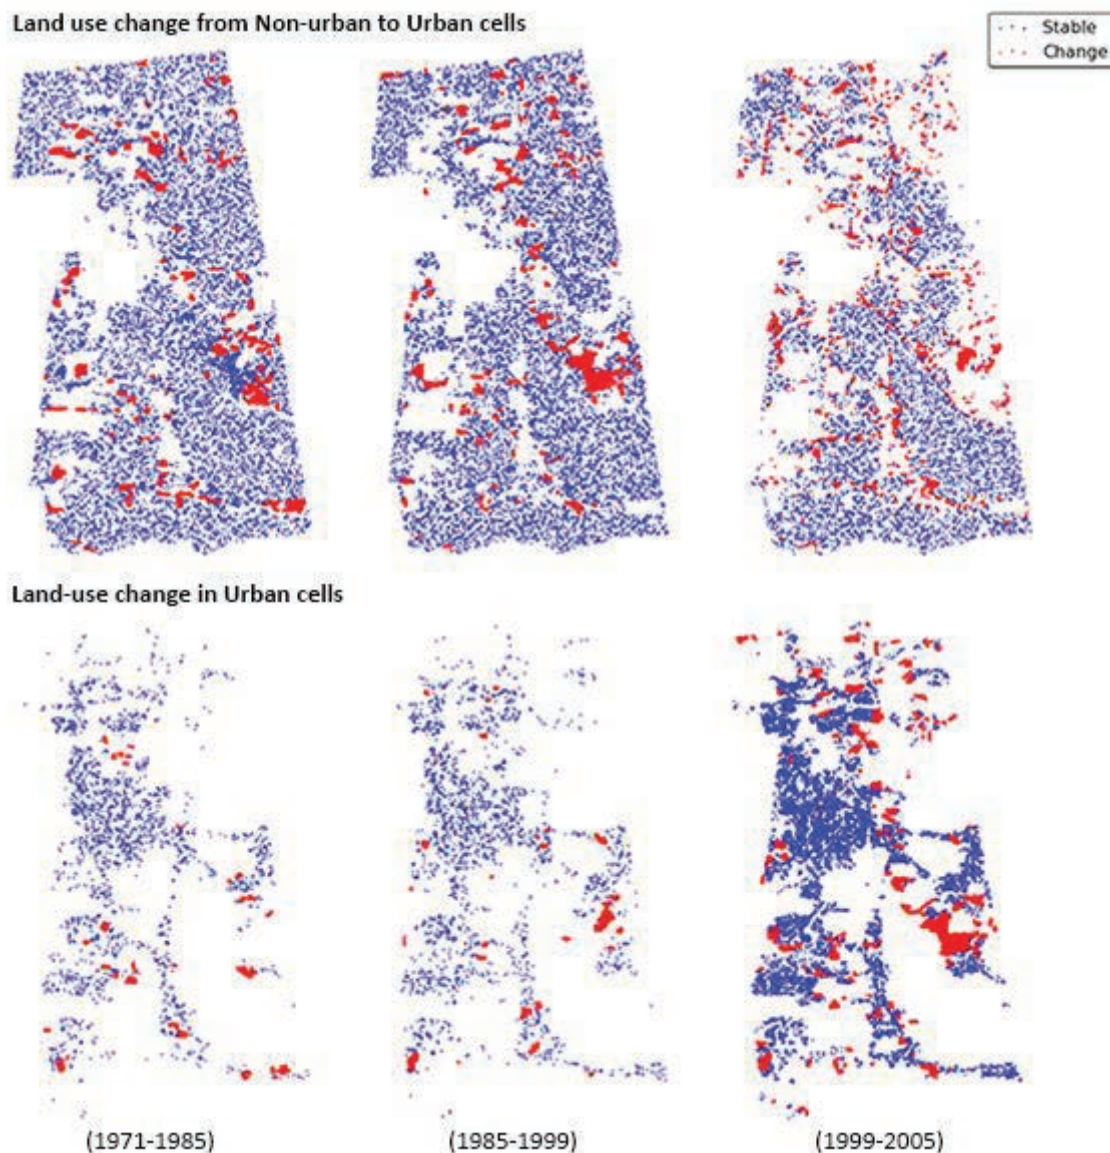 Land use change from Non-urban to Urban cells
Stable
Change
Land-use change in Urban cells
(1971-1985)
(1985-1999)
(1999-2005)